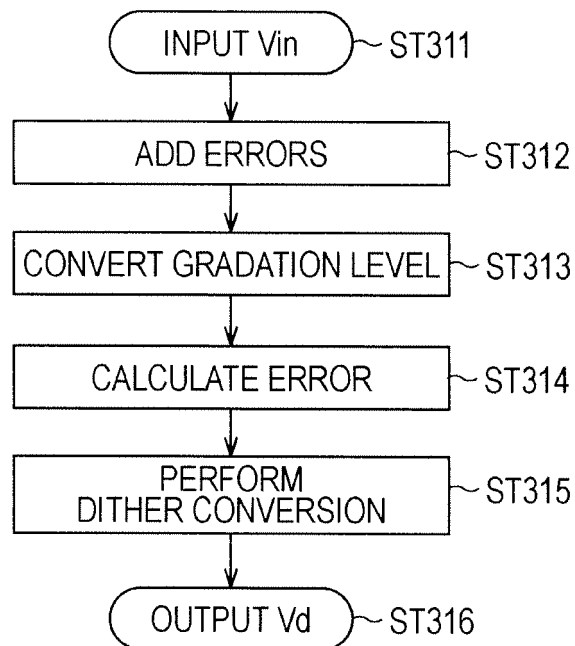 INPUT Vin ST311
ADD ERRORS ST312
CONVERT GRADATION LEVEL ST313
CALCULATE ERROR ST314
PERFORM
DITHER CONVERSION ST315
OUTPUT Vd ST316